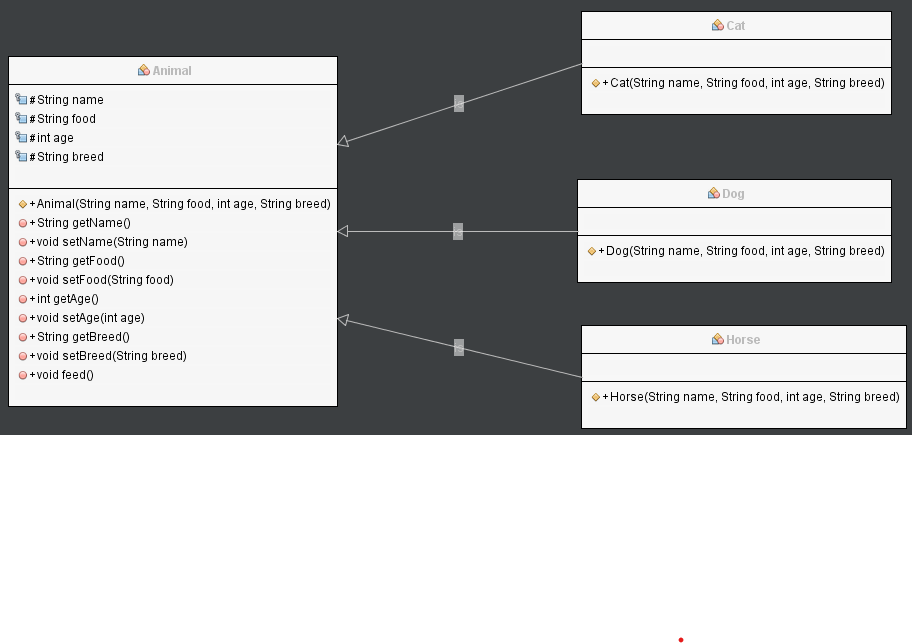 Animal
#String name
#String food
#int age
#String breed
+Animal(String name, String food, int age, String breed)
+String getName()
+void setName(String name)
+String getFood()
+void setFood(String food)
+int getAge()
+void setAge(int age)
+String getBreed()
+void setBreed(String breed)
+void feed()
Cat
+Cat(String name, String food, int age, String breed)
Dog
+Dog(String name, String food, int age, String breed)
Horse
+Horse(String name, String food, int age, String breed)